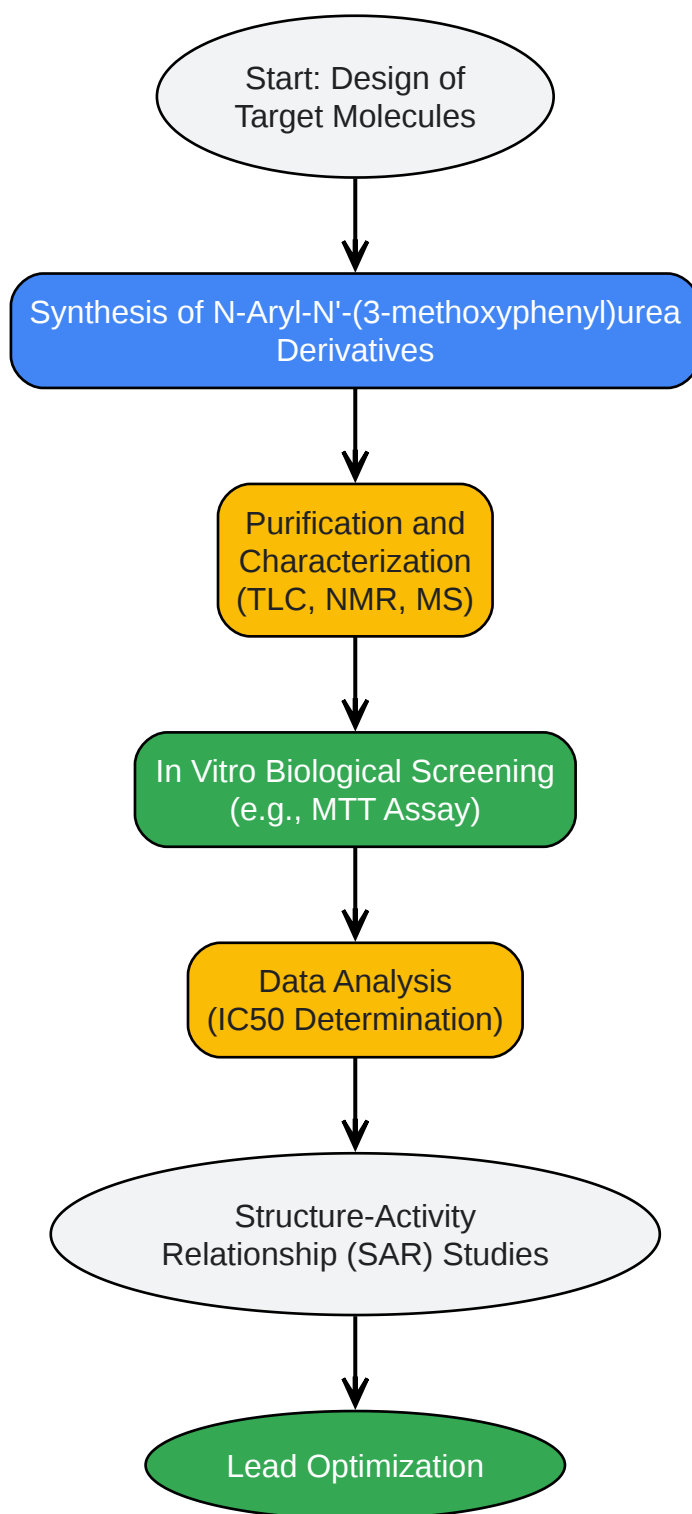 Start: Design of
Target Molecules
Synthesis of N-Aryl-N'-(3-methoxyphenyl)urea
Derivatives
Purification and
Characterization
(TLC, NMR, MS)
In Vitro Biological Screening
(e.g., MTT Assay)
Data Analysis
(IC50 Determination)
Structure-Activity
Relationship (SAR) Studies
Lead Optimization